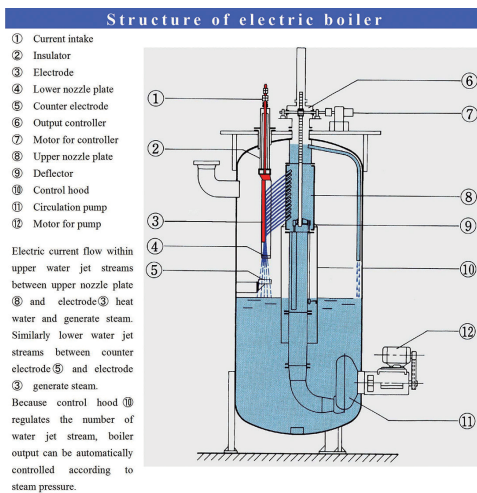 Structure of electric boiler
① Current intake
② Insulator
③ Electrode
④ Lower nozzle plate
⑤ Counter electrode
⑥ Output controller
⑦ Motor for controller
⑧ Upper nozzle plate
⑨ Deflector
⑩ Control hood
⑪ Circulation pump
⑫ Motor for pump
Electric current flow within
upper water jet streams
between upper nozzle plate
⑧ and electrode③ heat
water and generate steam.
Similarly lower water jet
streams between counter
electrode⑤ and electrode
③ generate steam.
Because control hood ⑩
regulates the number of
water jet stream, boiler
output can be automatically
controlled according to
steam pressure.
①
②
③
④
⑤
⑥
⑦
⑧
⑨
⑩
⑫
⑪